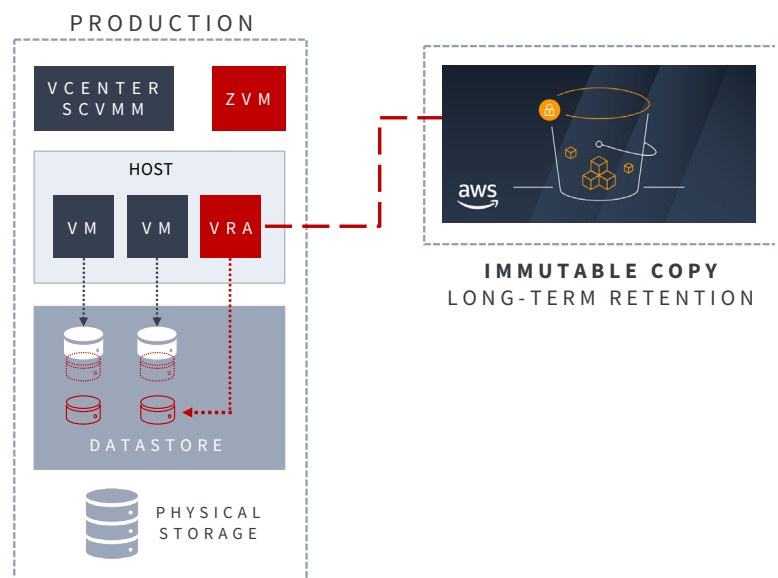 PRODUCTION
VCENTER
SCVMM
ZVM
HOST
VM
VM
VRA
DATASTORE
PHYSICAL
STORAGE
aws
IMMUTABLE COPY
LONG-TERM RETENTION